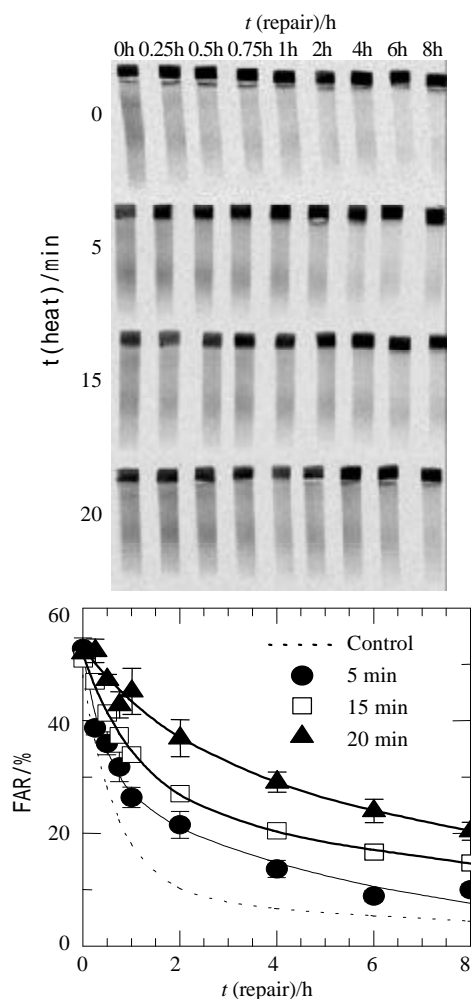 t (repair)/h
0h 0.25h 0.5h 0.75h 1h 2h 4h 6h 8h
t(heat)/min
0
5
15
20
FAR/%
60
40
20
0
Control
5 min
15 min
20 min
0 2 4 6 8
t (repair)/h